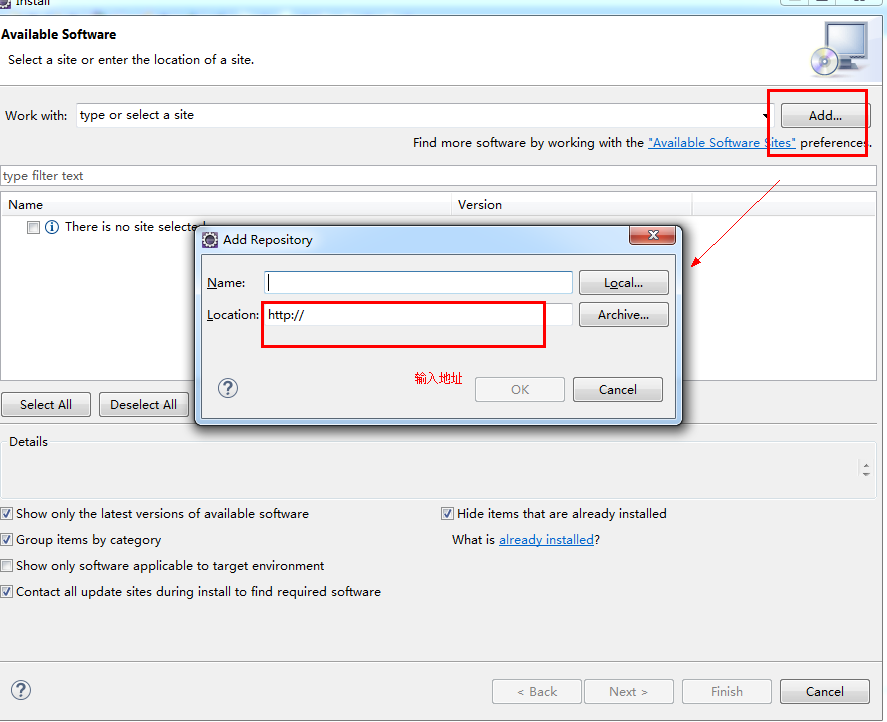 Install
Available Software
Select a site or enter the location of a site.
Work with: type or select a site Add...
Find more software by working with the "Available Software Sites" preferences.
type filter text
Name Version
There is no site selected
Add Repository
Name: Local...
Location: http:// Archive...
输入地址
OK Cancel
Select All Deselect All
Details
Show only the latest versions of available software Hide items that are already installed
Group items by category What is already installed?
Show only software applicable to target environment
Contact all update sites during install to find required software
< Back Next > Finish Cancel